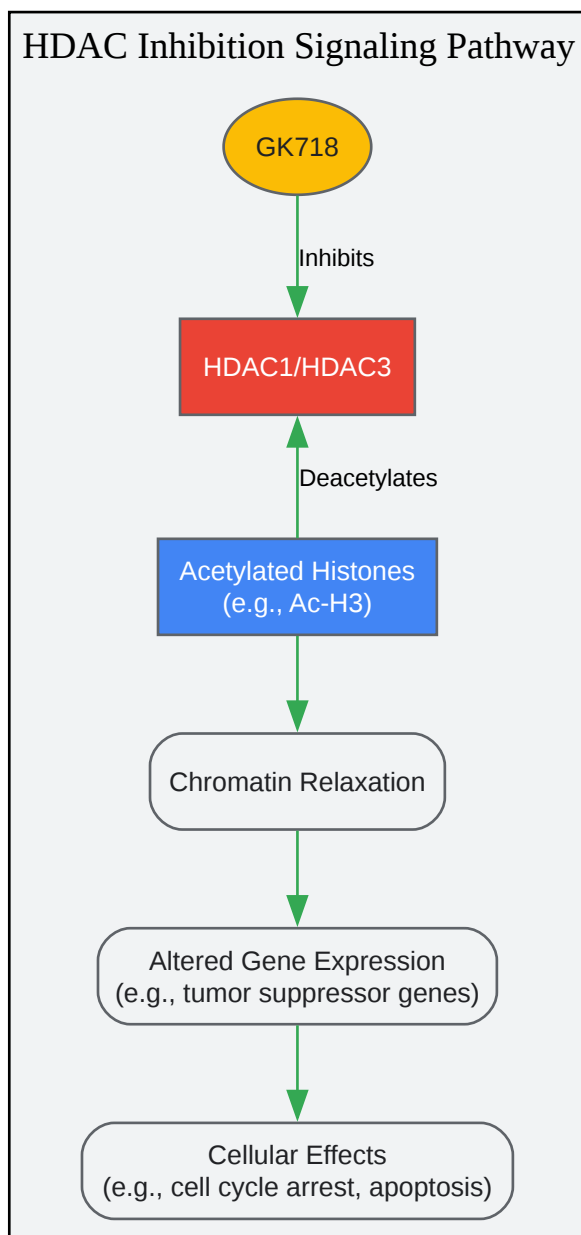 HDAC Inhibition Signaling Pathway
GK718
Inhibits
HDAC1/HDAC3
Deacetylates
Acetylated Histones
(e.g., Ac-H3)
Chromatin Relaxation
Altered Gene Expression
(e.g., tumor suppressor genes)
Cellular Effects
(e.g., cell cycle arrest, apoptosis)